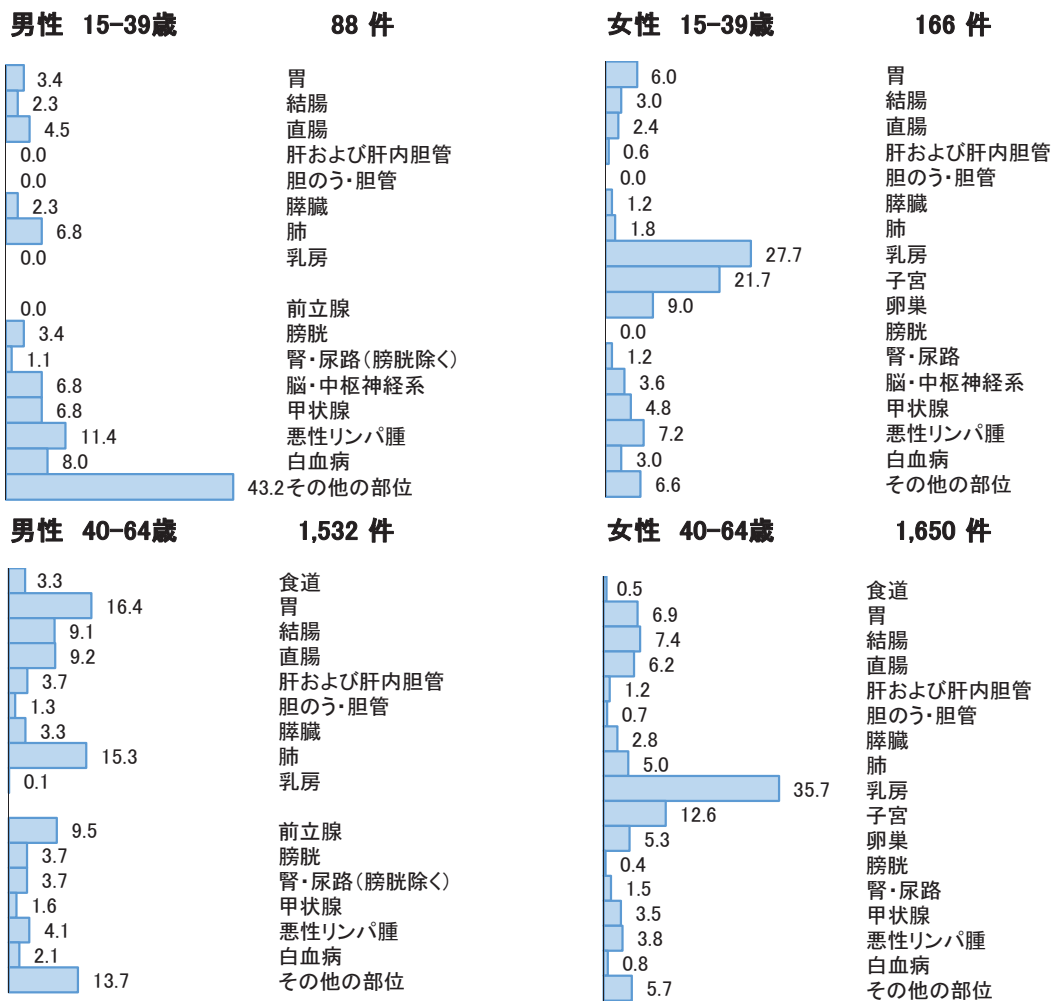 男性 15-39歳 88 件
3.4 胃
2.3 結腸
4.5 直腸
0.0 肝および肝内胆管
0.0 胆のう・胆管
2.3 膵臓
6.8 肺
0.0 乳房
0.0 前立腺
3.4 膀胱
1.1 腎・尿路(膀胱除く)
6.8 脳・中枢神経系
6.8 甲状腺
11.4 悪性リンパ腫
8.0 白血病
43.2 その他の部位
女性 15-39歳 166 件
6.0 胃
3.0 結腸
2.4 直腸
0.6 肝および肝内胆管
0.0 胆のう・胆管
1.2 膵臓
1.8 肺
27.7 乳房
21.7 子宮
9.0 卵巣
0.0 膀胱
1.2 腎・尿路
3.6 脳・中枢神経系
4.8 甲状腺
7.2 悪性リンパ腫
3.0 白血病
6.6 その他の部位
男性 40-64歳 1,532 件
3.3 食道
16.4 胃
9.1 結腸
9.2 直腸
3.7 肝および肝内胆管
1.3 胆のう・胆管
3.3 膵臓
15.3 肺
0.1 乳房
9.5 前立腺
3.7 膀胱
3.7 腎・尿路(膀胱除く)
1.6 甲状腺
4.1 悪性リンパ腫
2.1 白血病
13.7 その他の部位
女性 40-64歳 1,650 件
0.5 食道
6.9 胃
7.4 結腸
6.2 直腸
1.2 肝および肝内胆管
0.7 胆のう・胆管
2.8 膵臓
5.0 肺
35.7 乳房
12.6 子宮
5.3 卵巣
0.4 膀胱
1.5 腎・尿路
3.5 甲状腺
3.8 悪性リンパ腫
0.8 白血病
5.7 その他の部位